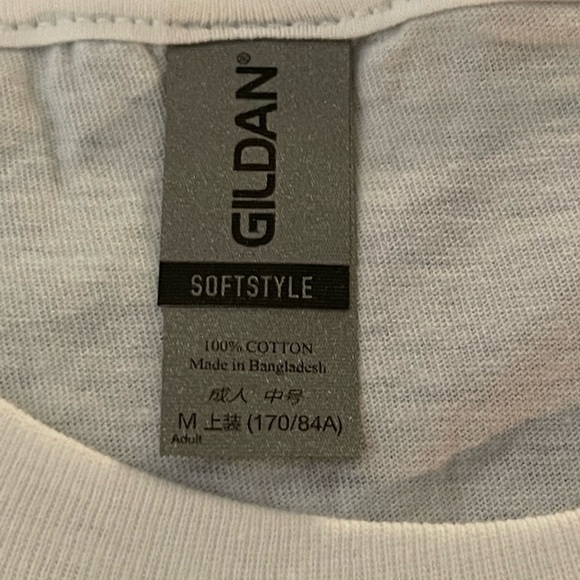 GILDAN®
SOFTSTYLE
100% COTTON
Made in Bangladesh
成人 中号
M 上装 (170/84A)
Adult